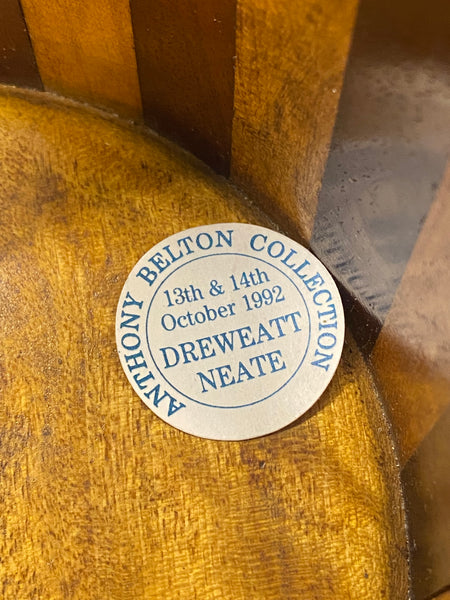 ANTHONY BELTON COLLECTION
13th & 14th
October 1992
DREWEATT
NEATE